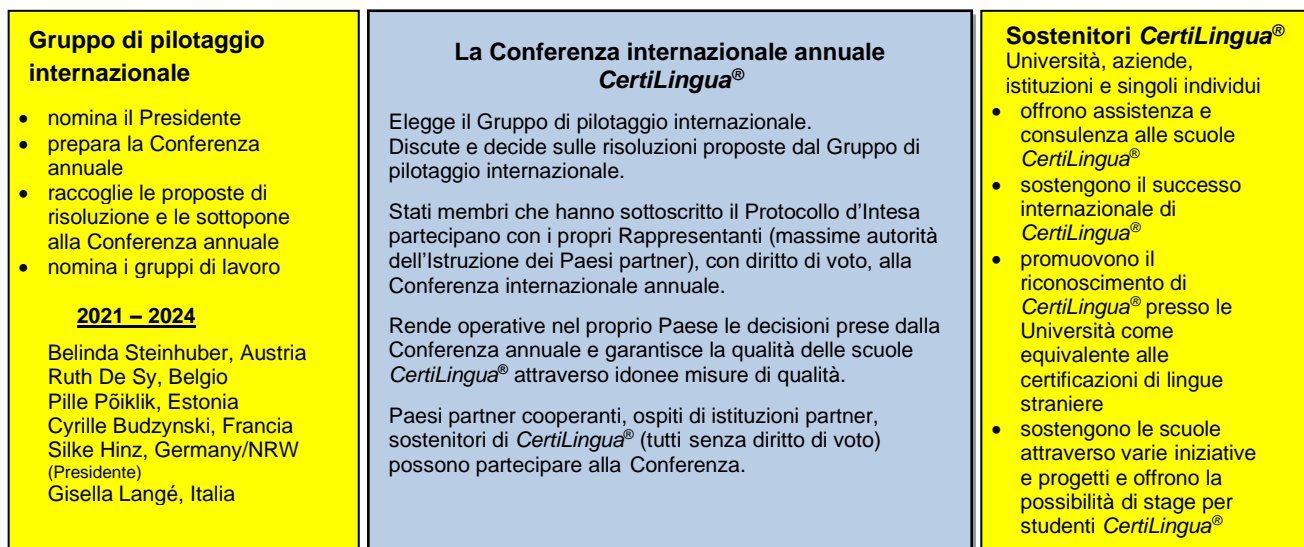 Gruppo di pilotaggio
internazionale
• nomina il Presidente
• prepara la Conferenza
annuale
• raccoglie le proposte di
risoluzione e le sottopone
alla Conferenza annuale
• nomina i gruppi di lavoro
2021 – 2024
Belinda Steinhuber, Austria
Ruth De Sy, Belgio
Pille Põiklik, Estonia
Cyrille Budzynski, Francia
Silke Hinz, Germany/NRW
(Presidente)
Gisella Langé, Italia
La Conferenza internazionale annuale
CertiLingua®
Elegge il Gruppo di pilotaggio internazionale.
Discute e decide sulle risoluzioni proposte dal Gruppo di
pilotaggio internazionale.
Stati membri che hanno sottoscritto il Protocollo d’Intesa
partecipano con i propri Rappresentanti (massime autorità
dell’Istruzione dei Paesi partner), con diritto di voto, alla
Conferenza internazionale annuale.
Rende operative nel proprio Paese le decisioni prese dalla
Conferenza annuale e garantisce la qualità delle scuole
CertiLingua® attraverso idonee misure di qualità.
Paesi partner cooperanti, ospiti di istituzioni partner,
sostenitori di CertiLingua® (tutti senza diritto di voto)
possono partecipare alla Conferenza.
Sostenitori CertiLingua®
Università, aziende,
istituzioni e singoli individui
• offrono assistenza e
consulenza alle scuole
CertiLingua®
• sostengono il successo
internazionale di
CertiLingua®
• promuovono il
riconoscimento di
CertiLingua® presso le
Università come
equivalente alle
certificazioni di lingue
straniere
• sostengono le scuole
attraverso varie iniziative
e progetti e offrono la
possibilità di stage per
studenti CertiLingua®